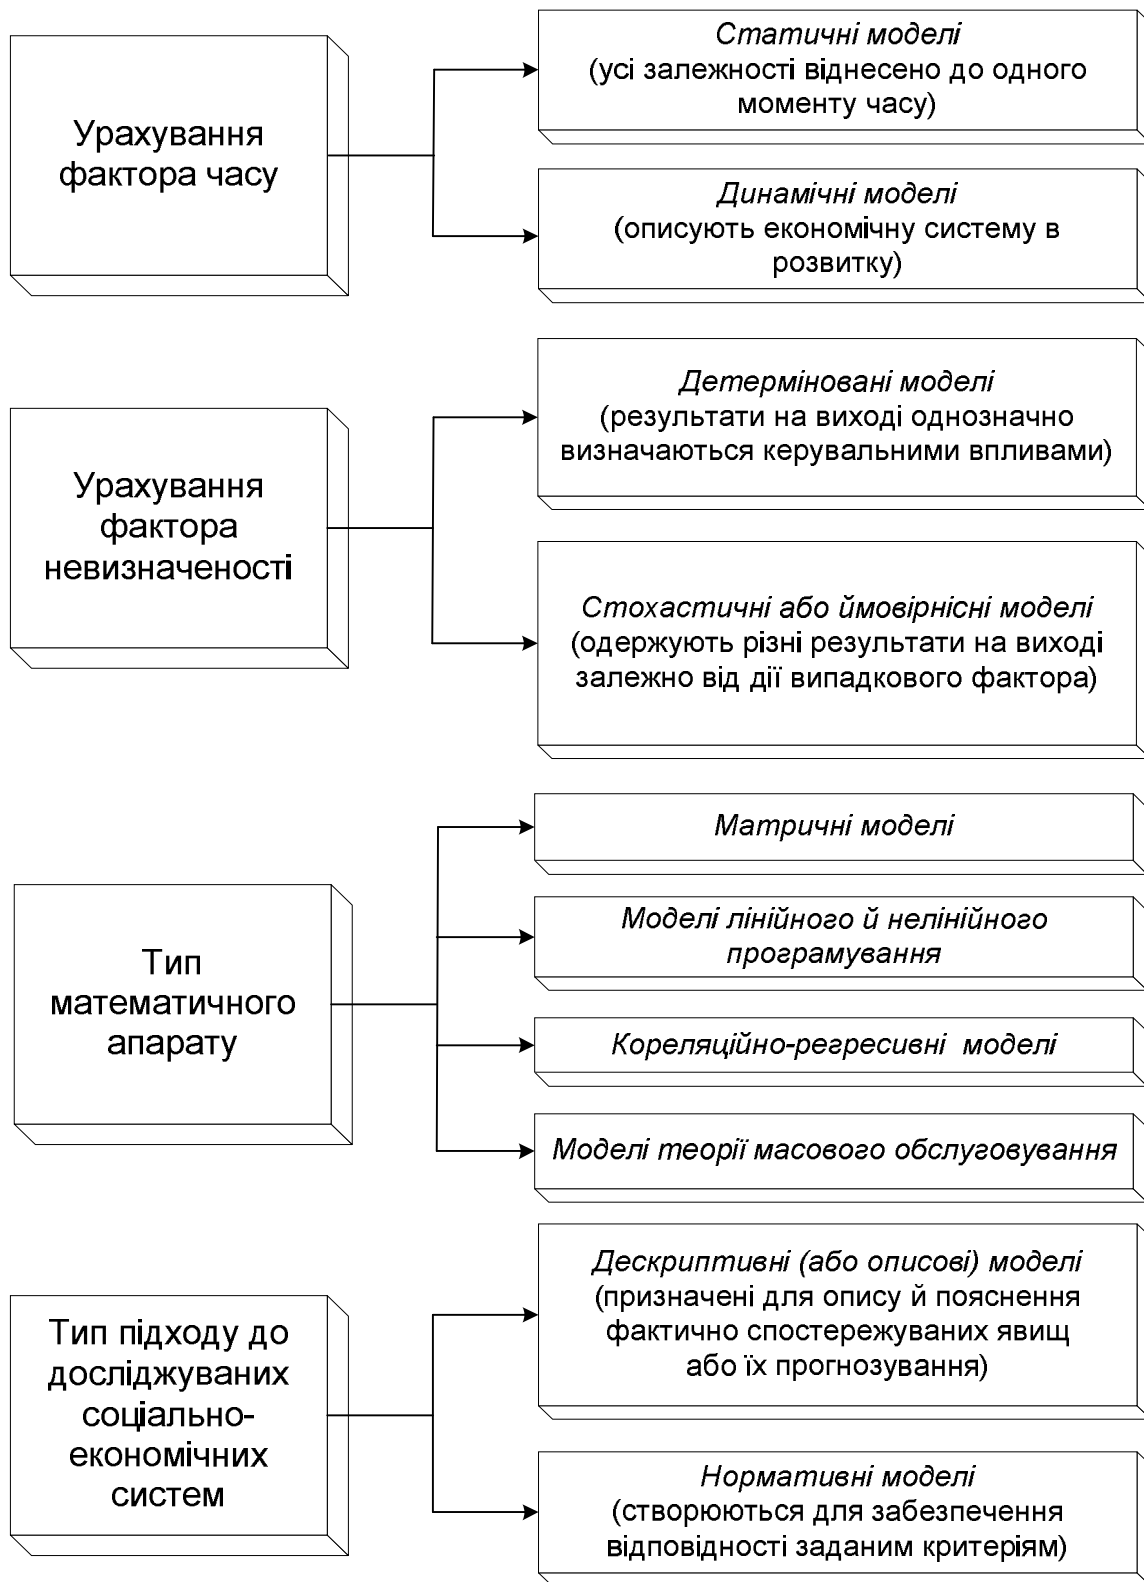 Урахування
фактора часу
Статичні моделі
(усі залежності віднесено до одного
моменту часу)
Динамічні моделі
(описують економічну систему в
розвитку)
Урахування
фактора
невизначеності
Детерміновані моделі
(результати на виході однозначно
визначаються керувальними впливами)
Стохастичні або ймовірнісні моделі
(одержують різні результати на виході
залежно від дії випадкового фактора)
Тип
математичного
апарату
Матричні моделі
Моделі лінійного й нелінійного
програмування
Кореляційно-регресивні моделі
Моделі теорії масового обслуговування
Тип підходу до
досліджуваних
соціально-
економічних
систем
Дескриптивні (або описові) моделі
(призначені для опису й пояснення
фактично спостережуваних явищ
або їх прогнозування)
Нормативні моделі
(створюються для забезпечення
відповідності заданим критеріям)